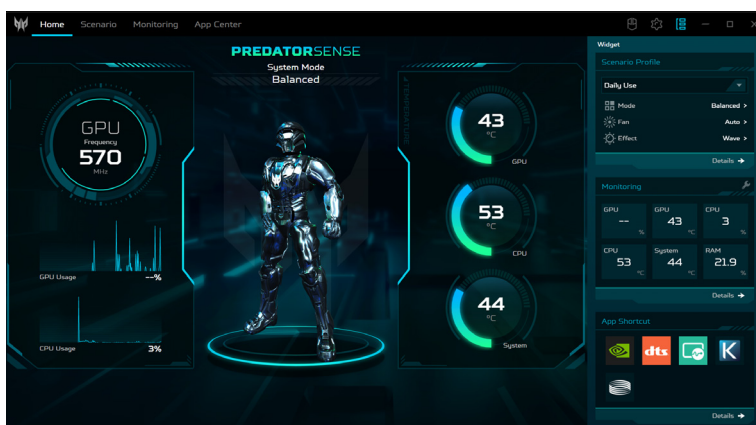 Home Scenario Monitoring App Center
PREDATORSENSE
System Mode
Balanced
GPU
Frequency
570
MHz
GPU Usage --%
CPU Usage 3%
43
°C
GPU
53
°C
CPU
44
°C
System
Widget
Scenario Profile
Daily Use
Mode Balanced >
Fan Auto >
Effect Wave >
Details →
Monitoring
GPU GPU CPU
-- 43 3
% °C %
CPU System RAM
53 44 21.9
°C °C %
Details →
App Shortcut
dts K
Details →